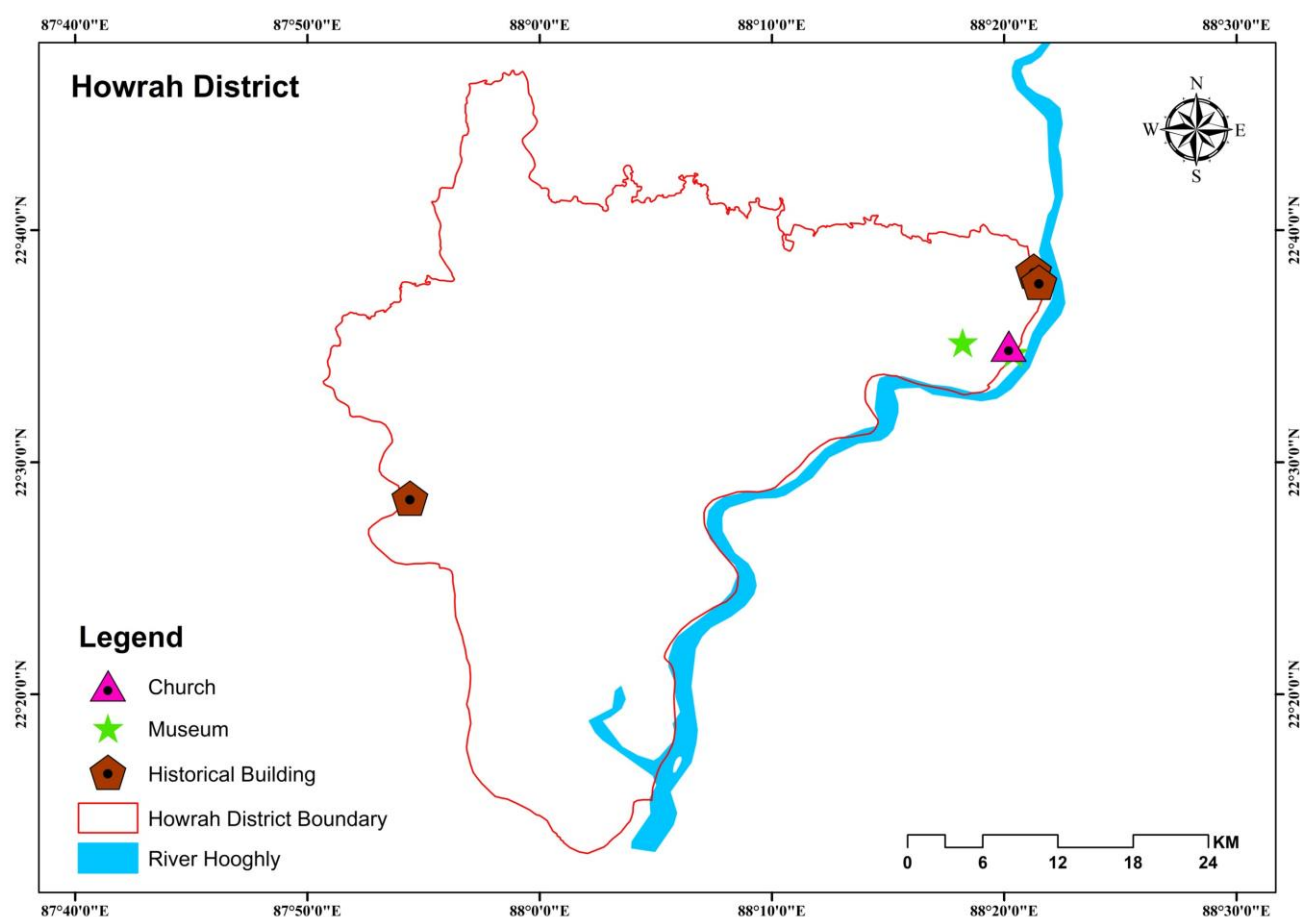 87°40'0"E 87°50'0"E 88°0'0"E 88°10'0"E 88°20'0"E 88°30'0"E
Howrah District
N
W E
S
22°40'0"N 22°40'0"N
22°30'0"N 22°30'0"N
22°20'0"N 22°20'0"N
Legend
Church
Museum
Historical Building
Howrah District Boundary
River Hooghly
KM
0 6 12 18 24
87°40'0"E 87°50'0"E 88°0'0"E 88°10'0"E 88°20'0"E 88°30'0"E